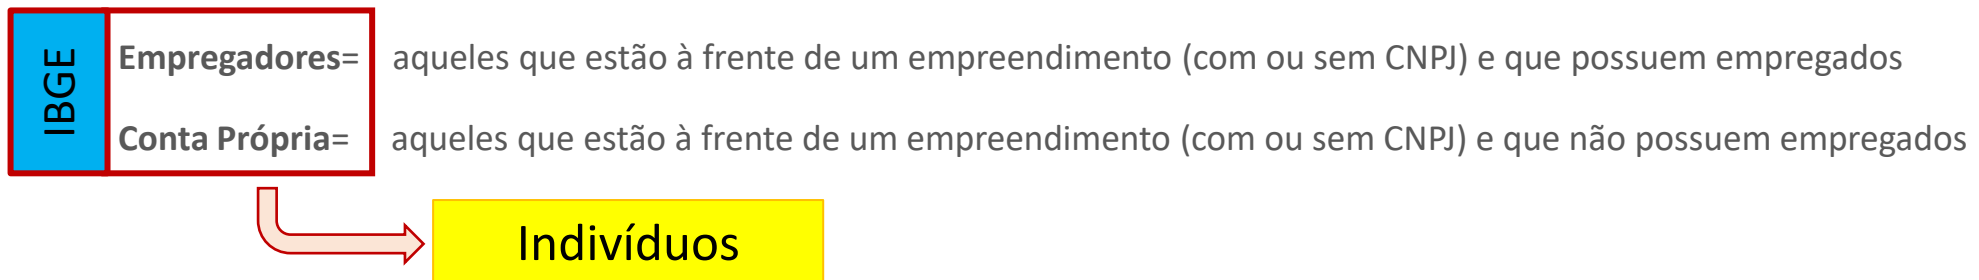 IBGE
Empregadores= aqueles que estão à frente de um empreendimento (com ou sem CNPJ) e que possuem empregados
Conta Própria= aqueles que estão à frente de um empreendimento (com ou sem CNPJ) e que não possuem empregados
Indivíduos